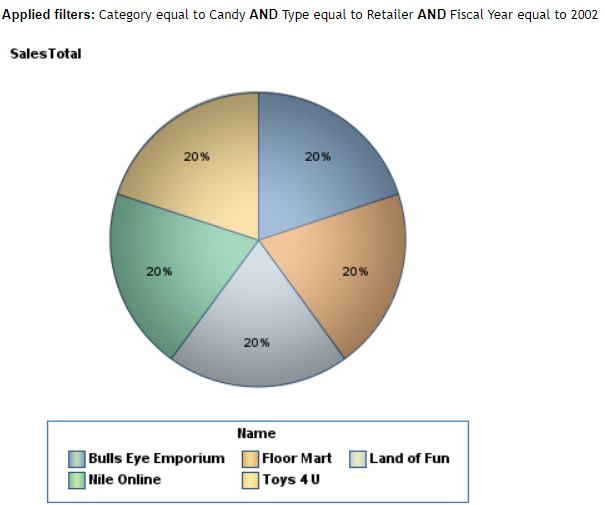 Applied filters: Category equal to Candy AND Type equal to Retailer AND Fiscal Year equal to 2002
SalesTotal
20%
20%
20%
20%
20%
Name
Bulls Eye Emporium
Floor Mart
Land of Fun
Nile Online
Toys 4 U